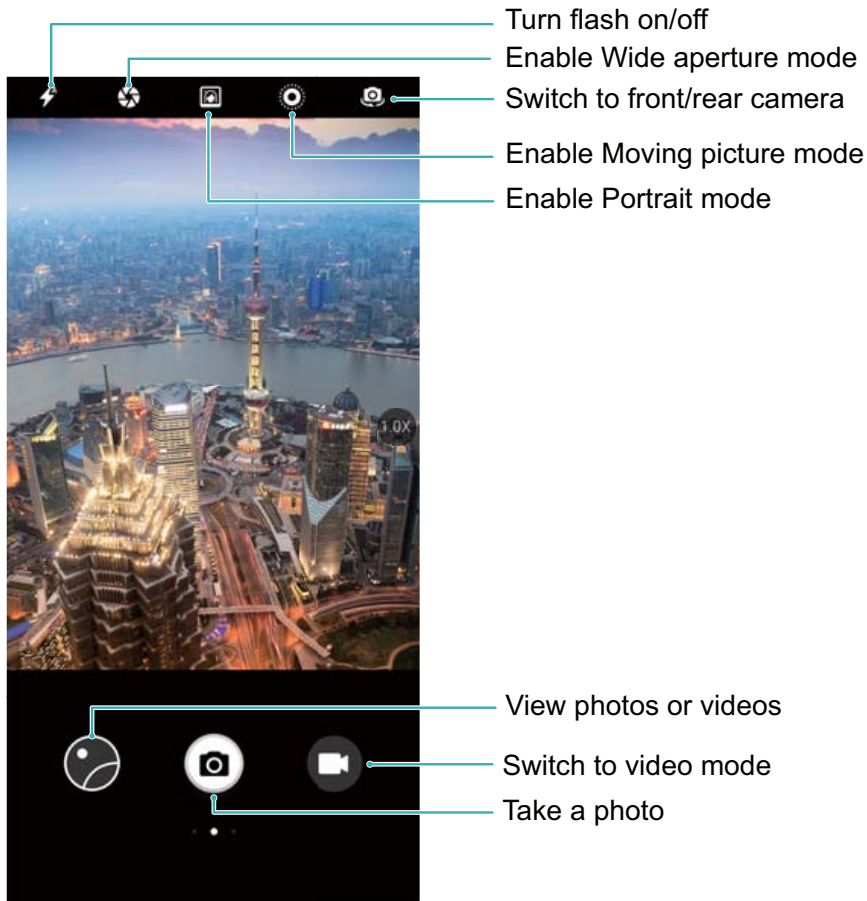 Turn flash on/off
Enable Wide aperture mode
Switch to front/rear camera
Enable Moving picture mode
Enable Portrait mode
1.0X
View photos or videos
Switch to video mode
Take a photo